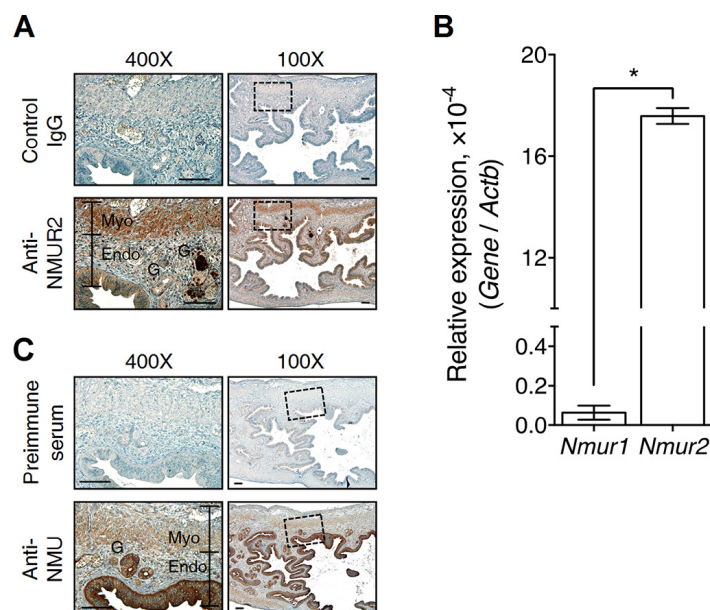 A
400X 100X
Control
IgG
Anti-
NMUR2
Myo
Endo
G
G
C
400X 100X
Preimmune
serum
Anti-
NMU
G
Myo
Endo
B
Relative expression, ×10-4
(Gene / Actb)
20
16
12
0.4
0.2
0.0
*
Nmur1 Nmur2